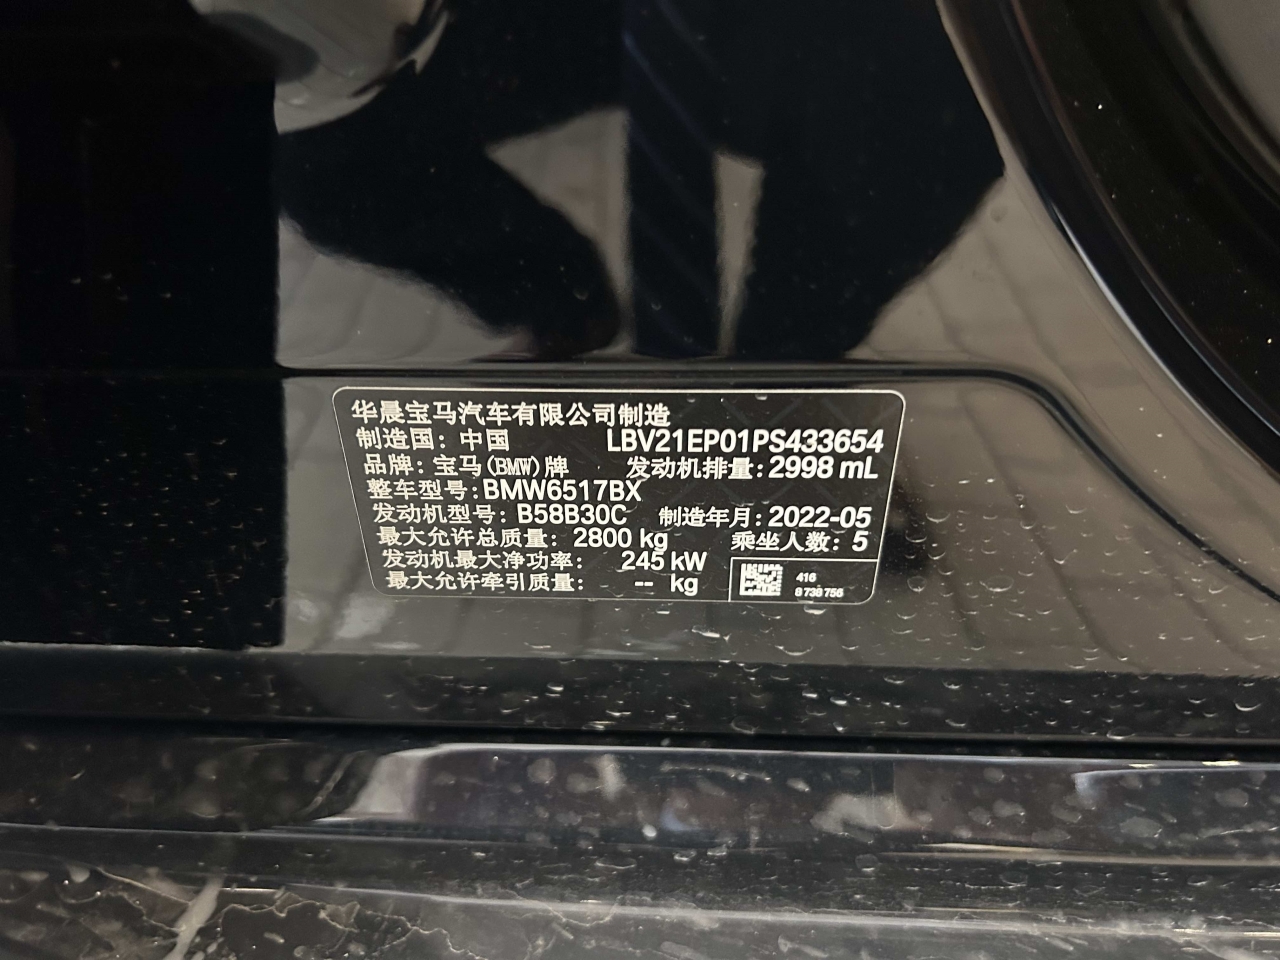 华晨宝马汽车有限公司制造
制造国：中国 LBV21EP01PS433654
品牌：宝马(BMW)牌 发动机排量：2998 mL
整车型号：BMW6517BX
发动机型号：B58B30C 制造年月：2022-05
最大允许总质量：2800 kg 乘坐人数：5
发动机最大净功率：245 kW
最大允许牵引质量：-- kg
416
8 738 756